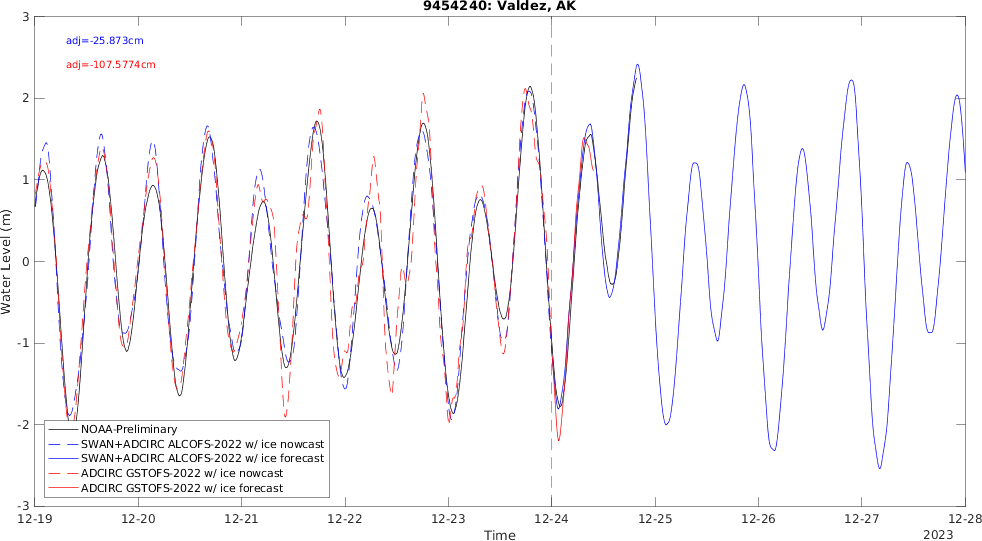 9454240: Valdez, AK
adj=-25.873cm
adj=-107.5774cm
Water Level (m)
3
2
1
0
-1
-2
-3
NOAA-Preliminary
SWAN+ADCIRC ALCOFS-2022 w/ ice nowcast
SWAN+ADCIRC ALCOFS-2022 w/ ice forecast
ADCIRC GSTOFS-2022 w/ ice nowcast
ADCIRC GSTOFS-2022 w/ ice forecast
12-19 12-20 12-21 12-22 12-23 12-24 12-25 12-26 12-27 12-28
Time
2023